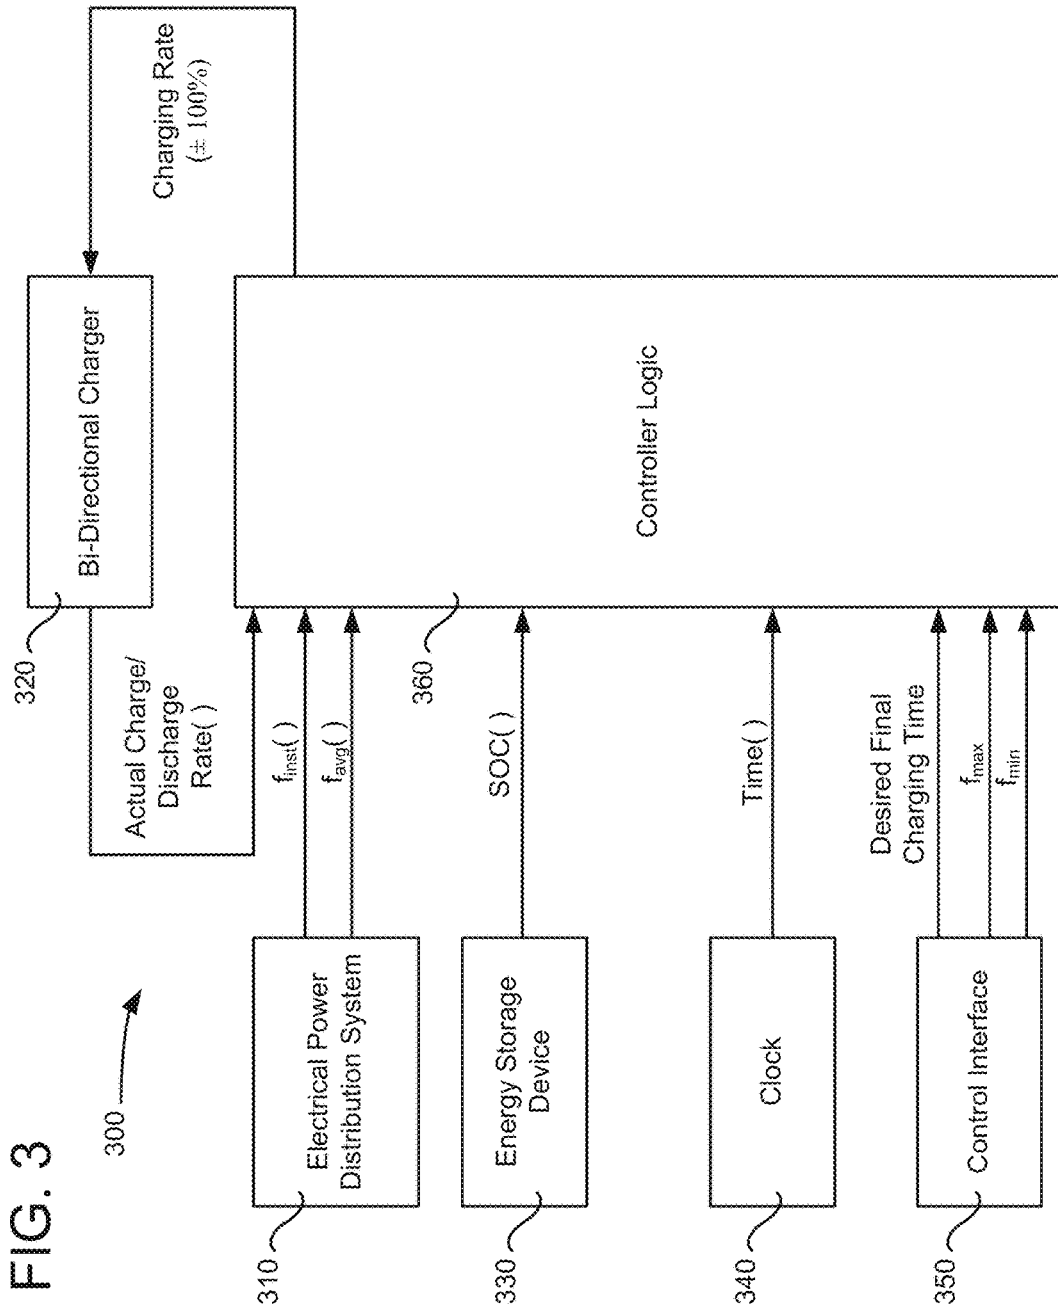 FIG. 3
300
320
Bi-Directional Charger
Charging Rate
(± 100%)
Actual Charge/
Discharge
Rate( )
310
Electrical Power
Distribution System
f_inst( )
f_avg( )
360
Controller Logic
330
Energy Storage
Device
SOC( )
340
Clock
Time( )
350
Control Interface
Desired Final
Charging Time
f_max
f_min